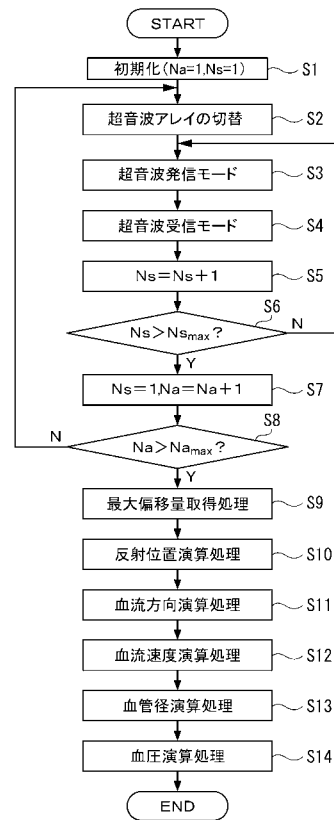 START
初期化(Na=1,Ns=1) S1
超音波アレイの切替 S2
超音波発信モード S3
超音波受信モード S4
Ns=Ns+1 S5
S6
Ns>Nsmax? N
Y
Ns=1,Na=Na+1 S7
S8
N Na>Namax?
Y
最大偏移量取得処理 S9
反射位置演算処理 S10
血流方向演算処理 S11
血流速度演算処理 S12
血管径演算処理 S13
血圧演算処理 S14
END